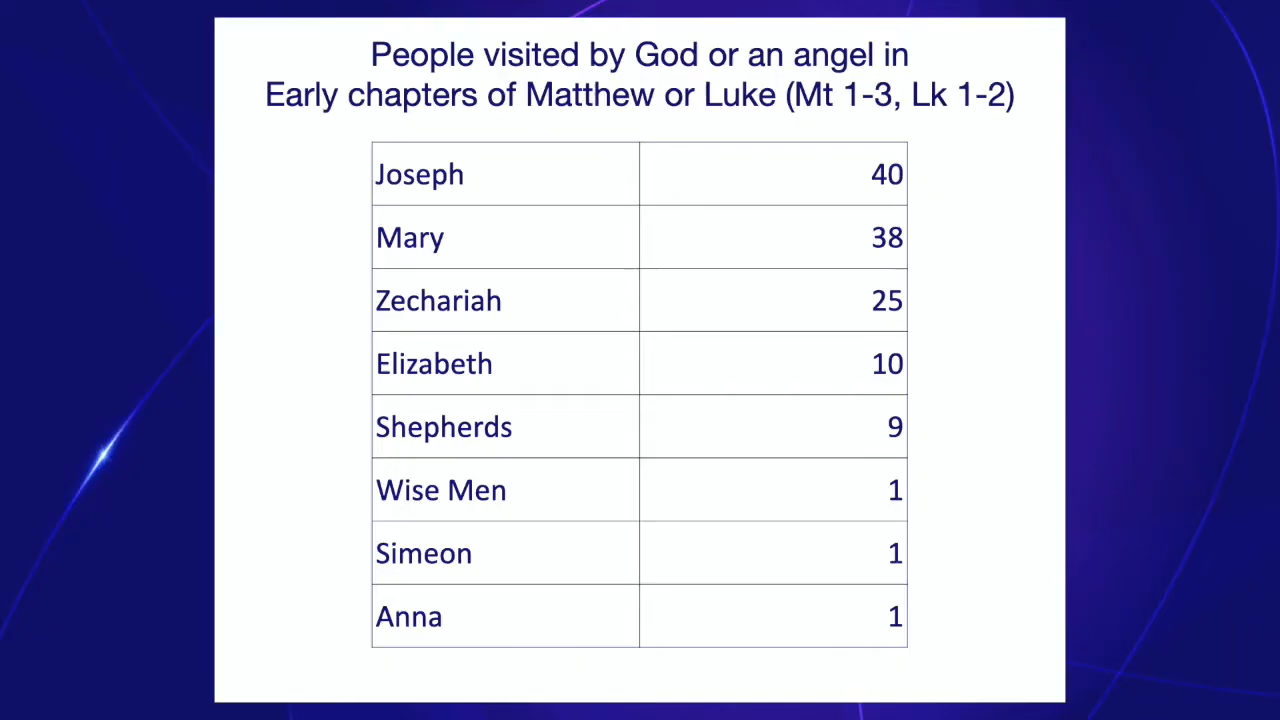 People visited by God or an angel in
Early chapters of Matthew or Luke (Mt 1-3, Lk 1-2)
Joseph 40
Mary 38
Zechariah 25
Elizabeth 10
Shepherds 9
Wise Men 1
Simeon 1
Anna 1